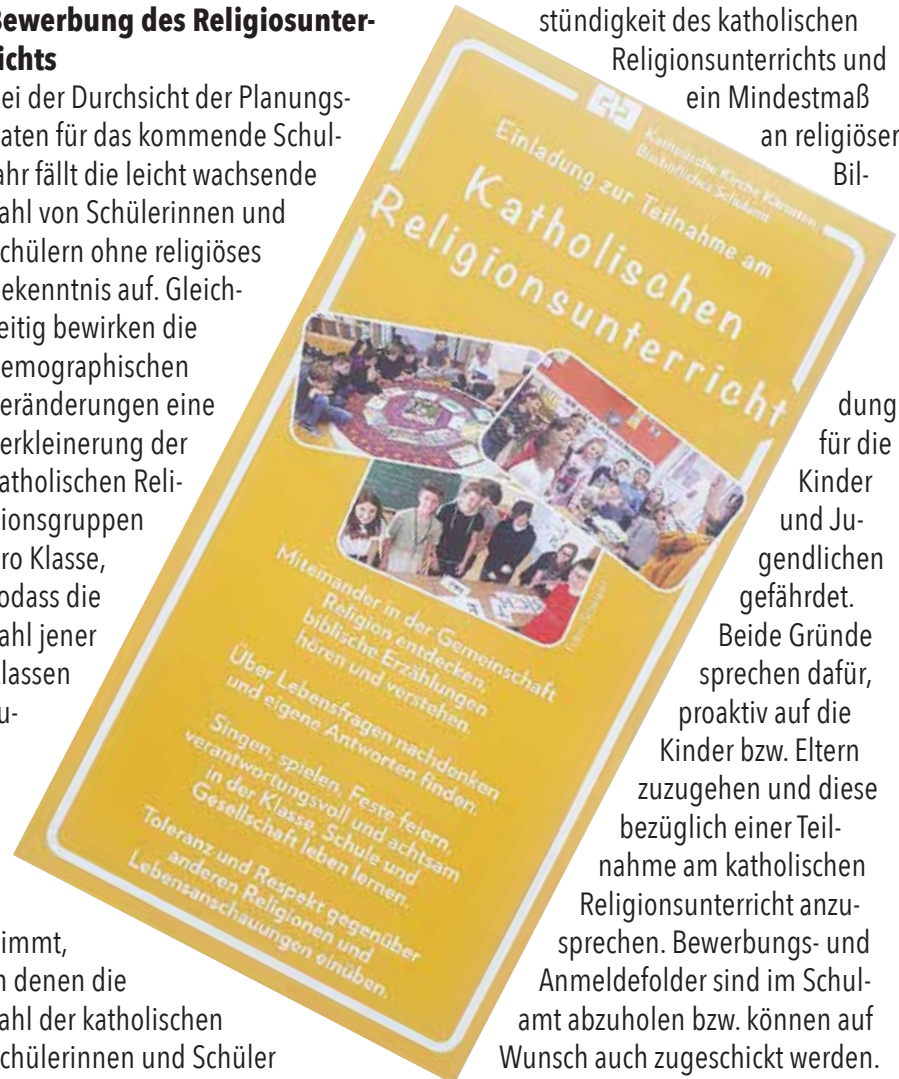 Bewerbung des Religiosunter-
ichts
ei der Durchsicht der Planungs-
aten für das kommende Schul-
ahr fällt die leicht wachsende
ahl von Schülerinnen und
chülern ohne religiöses
ekenntnis auf. Gleich-
eitig bewirken die
emographischen
eränderungen eine
erkleinerung der
atholischen Reli-
ionsgruppen
ro Klasse,
odass die
ahl jener
lassen
u-
immt,
n denen die
ahl der katholischen
chülerinnen und Schüler
Katholische Kirche Kärnten
Bischöfliches Schulamt
Einladung zur Teilnahme am
Katholischen
Religionsunterricht
Miteinander in der Gemeinschaft
Religion entdecken,
biblische Erzählungen
hören und verstehen.
Über Lebensfragen nachdenken
und eigene Antworten finden.
Singen, spielen, Feste feiern,
verantwortungsvoll und achtsam
in der Klasse, Schule und
Gesellschaft leben lernen.
Toleranz und Respekt gegenüber
anderen Religionen und
Lebensanschauungen einüben.
stündigkeit des katholischen
Religionsunterrichts und
ein Mindestmaß
an religiöser
Bil-
dung
für die
Kinder
und Ju-
gendlichen
gefährdet.
Beide Gründe
sprechen dafür,
proaktiv auf die
Kinder bzw. Eltern
zuzugehen und diese
bezüglich einer Teil-
nahme am katholischen
Religionsunterricht anzu-
sprechen. Bewerbungs- und
Anmeldefolder sind im Schul-
amt abzuholen bzw. können auf
Wunsch auch zugeschickt werden.